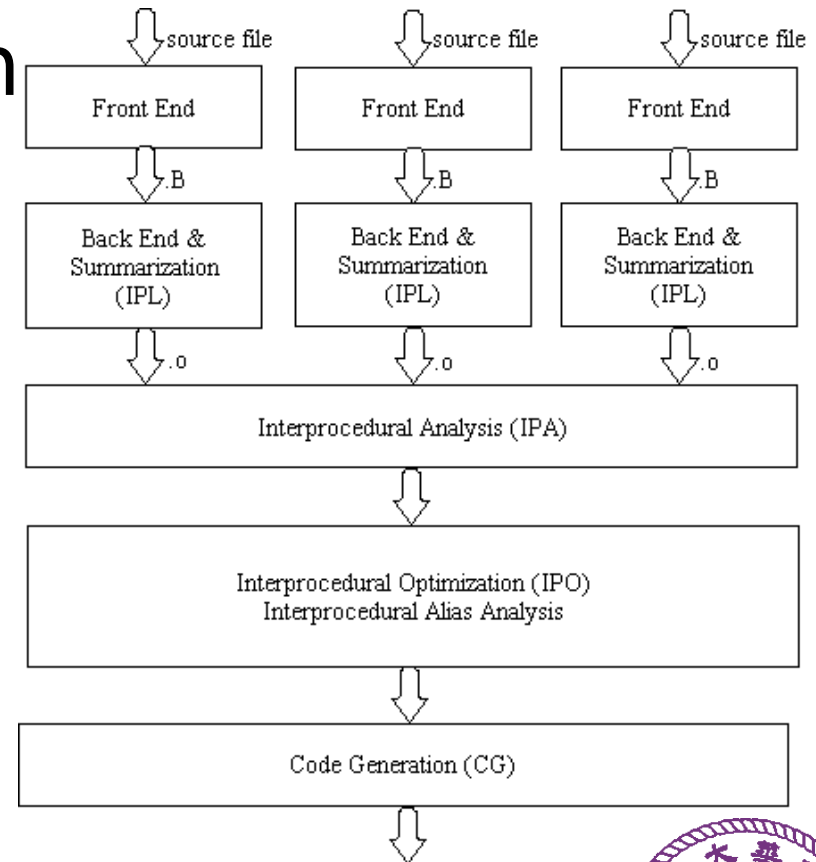 n
source file
source file
source file
Front End
Front End
Front End
.B
.B
.B
Back End &
Summarization
(IPL)
Back End &
Summarization
(IPL)
Back End &
Summarization
(IPL)
.o
.o
.o
Interprocedural Analysis (IPA)
Interprocedural Optimization (IPO)
Interprocedural Alias Analysis
Code Generation (CG)
大